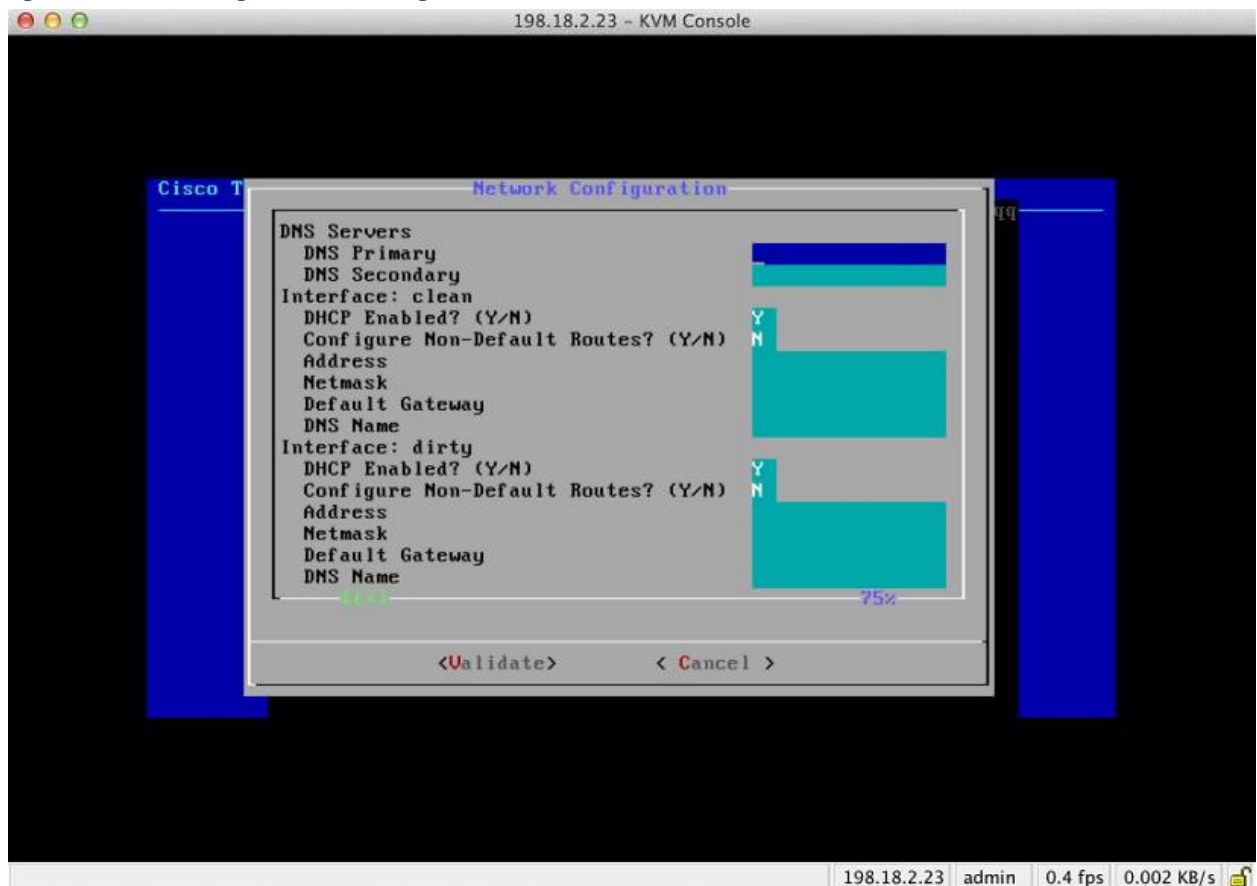 198.18.2.23 – KVM Console
Cisco T
Network Configuration
qq
DNS Servers
DNS Primary
DNS Secondary
Interface: clean
DHCP Enabled? (Y/N) Y
Configure Non-Default Routes? (Y/N) N
Address
Netmask
Default Gateway
DNS Name
Interface: dirty
DHCP Enabled? (Y/N) Y
Configure Non-Default Routes? (Y/N) N
Address
Netmask
Default Gateway
DNS Name
75%
<Validate> < Cancel >
198.18.2.23 admin 0.4 fps 0.002 KB/s